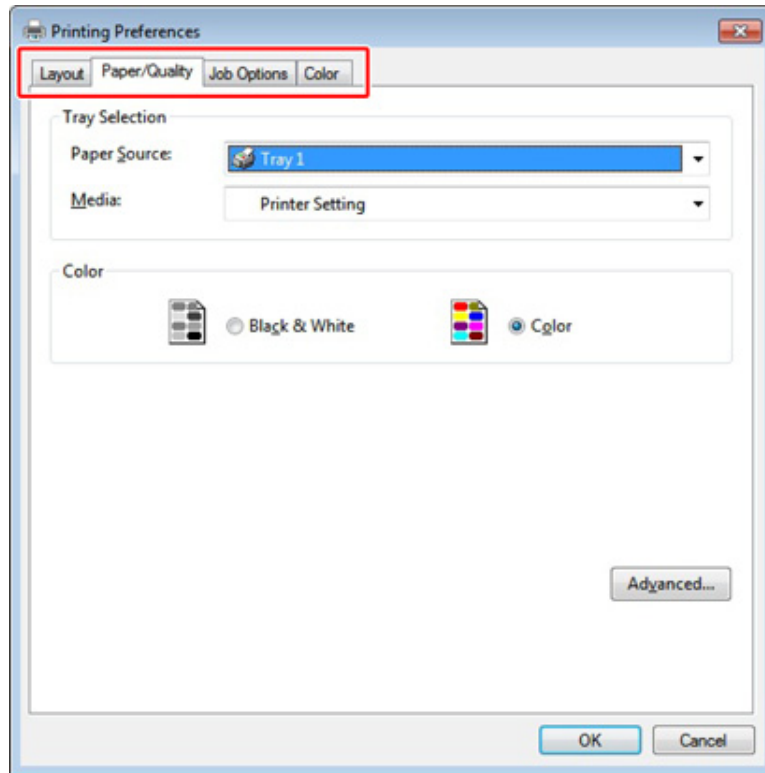 Printing Preferences
Layout Paper/Quality Job Options Color
Tray Selection
Paper Source: Tray 1
Media: Printer Setting
Color
Black & White Color
Advanced...
OK Cancel